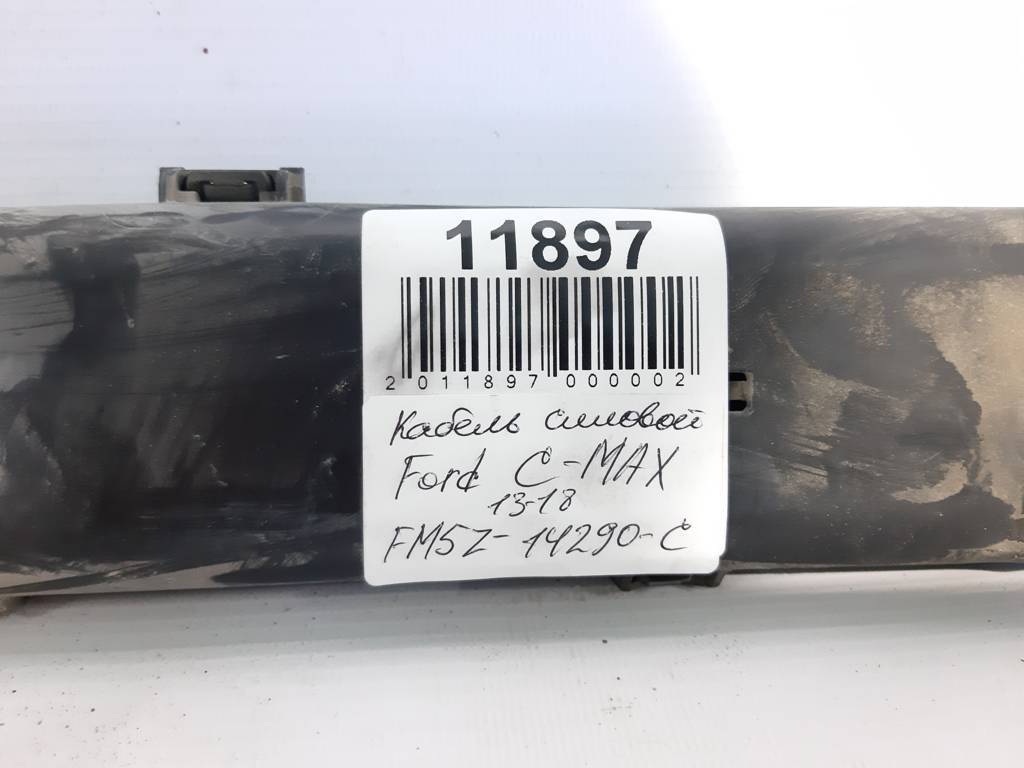 11897
2 011897 000002
Кабель силовой
Ford C-MAX
13-18
FM5Z-14290-C